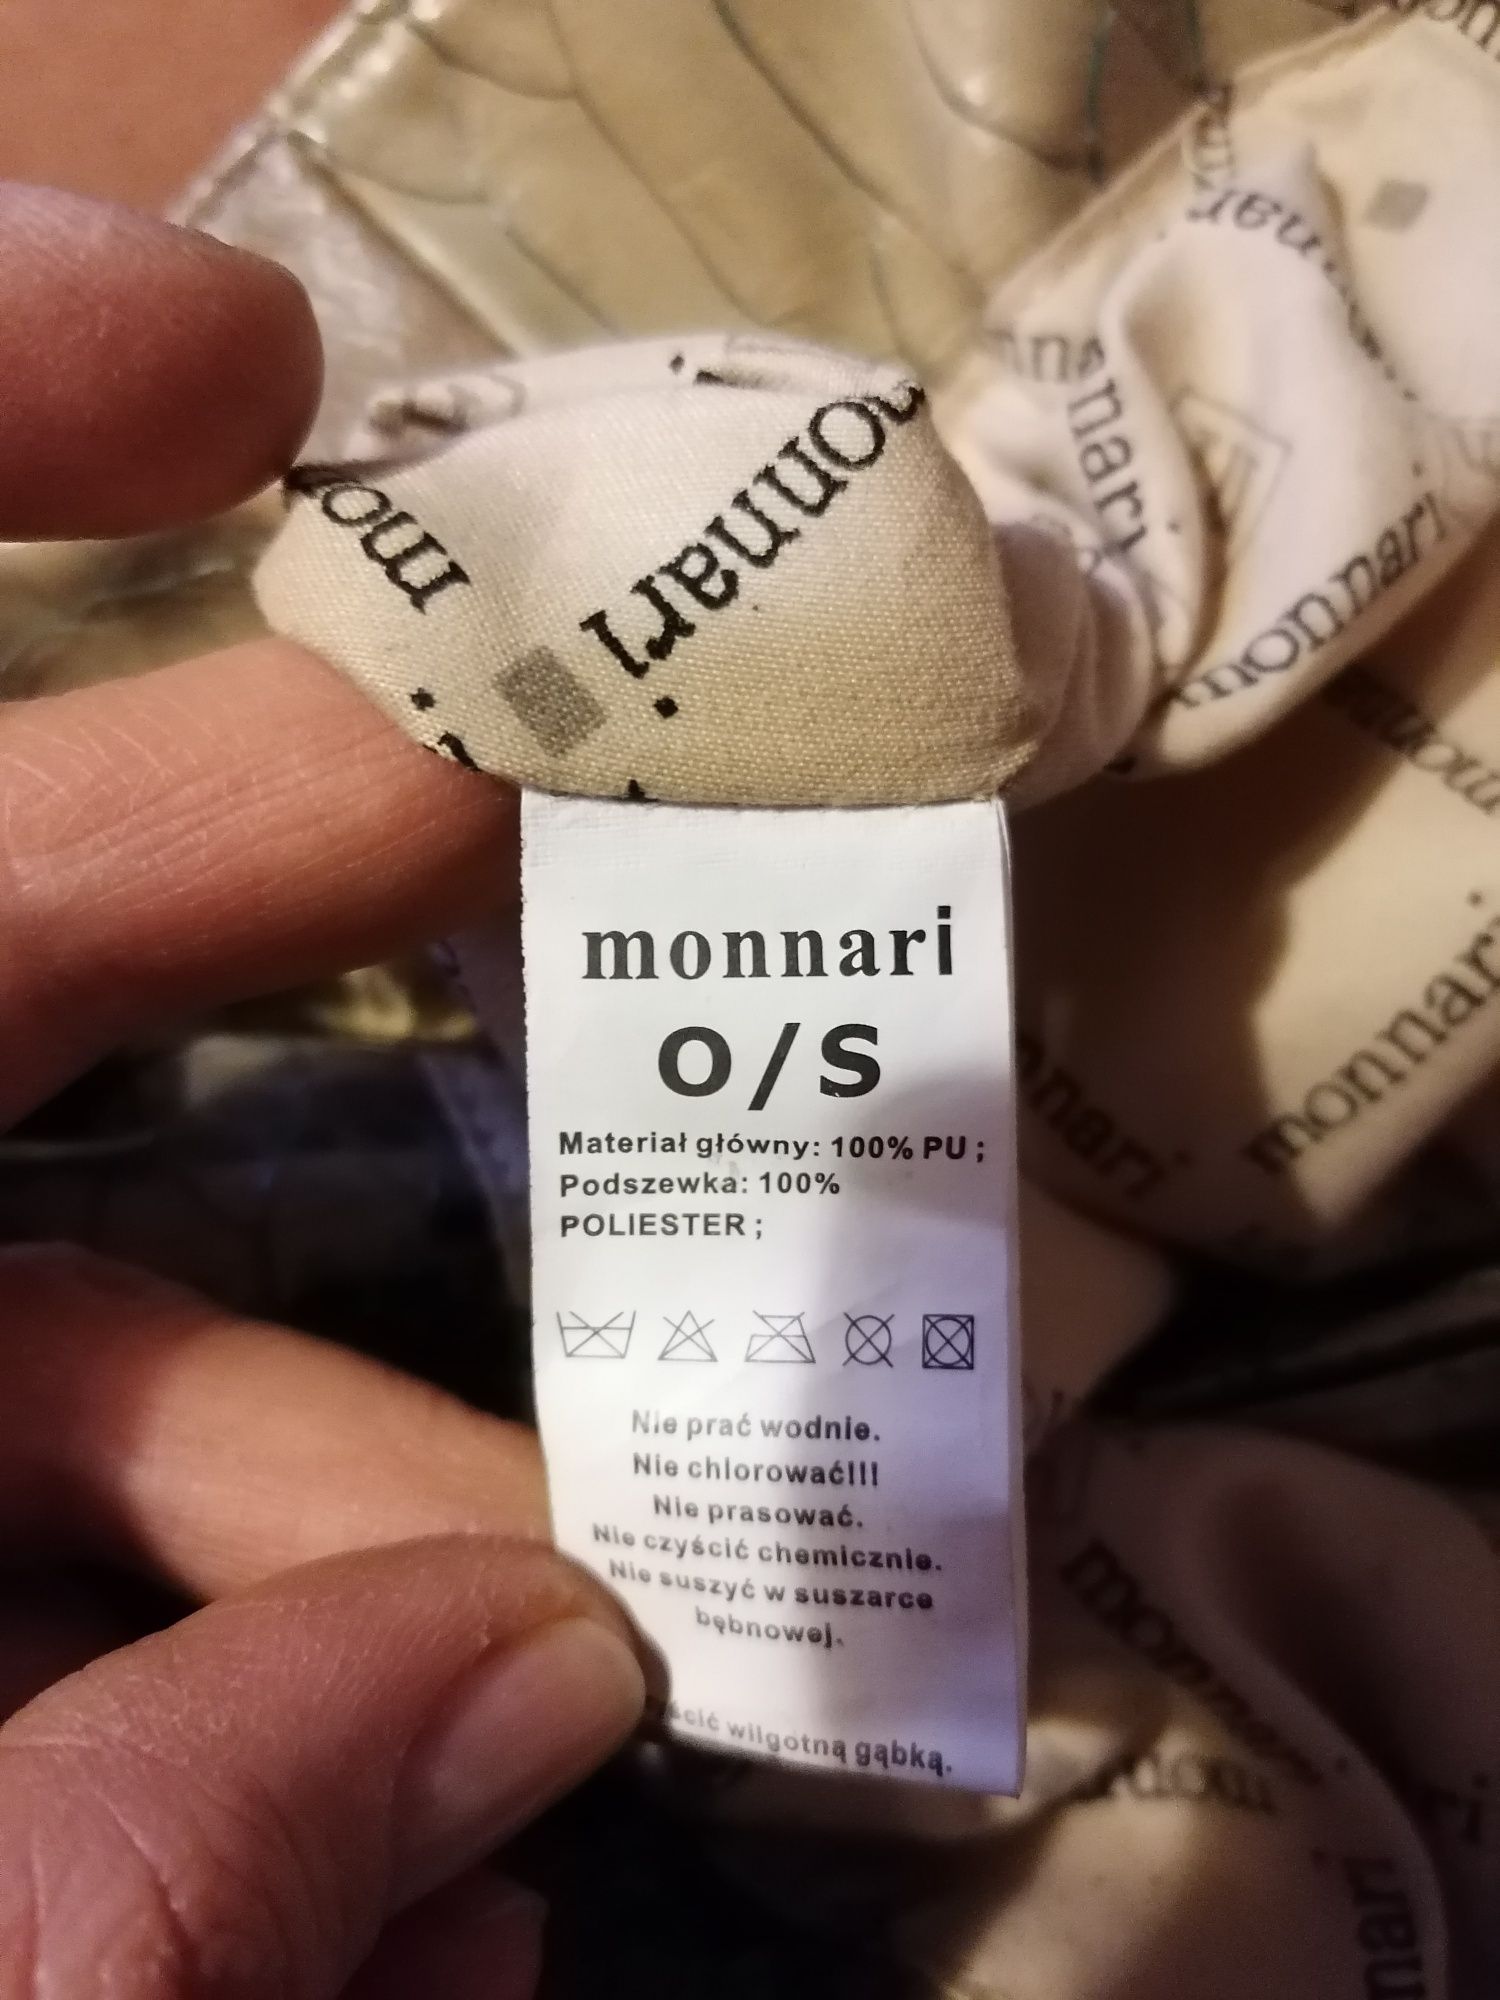 monnari
monnari
monnari
monnari
monnari
O/S
Materiał główny: 100% PU ;
Podszewka: 100%
POLIESTER ;
Nie prać wodnie.
Nie chlorować!!!
Nie prasować.
Nie czyścić chemicznie.
Nie suszyć w suszarce
bębnowej.
wilgotną gąbką.